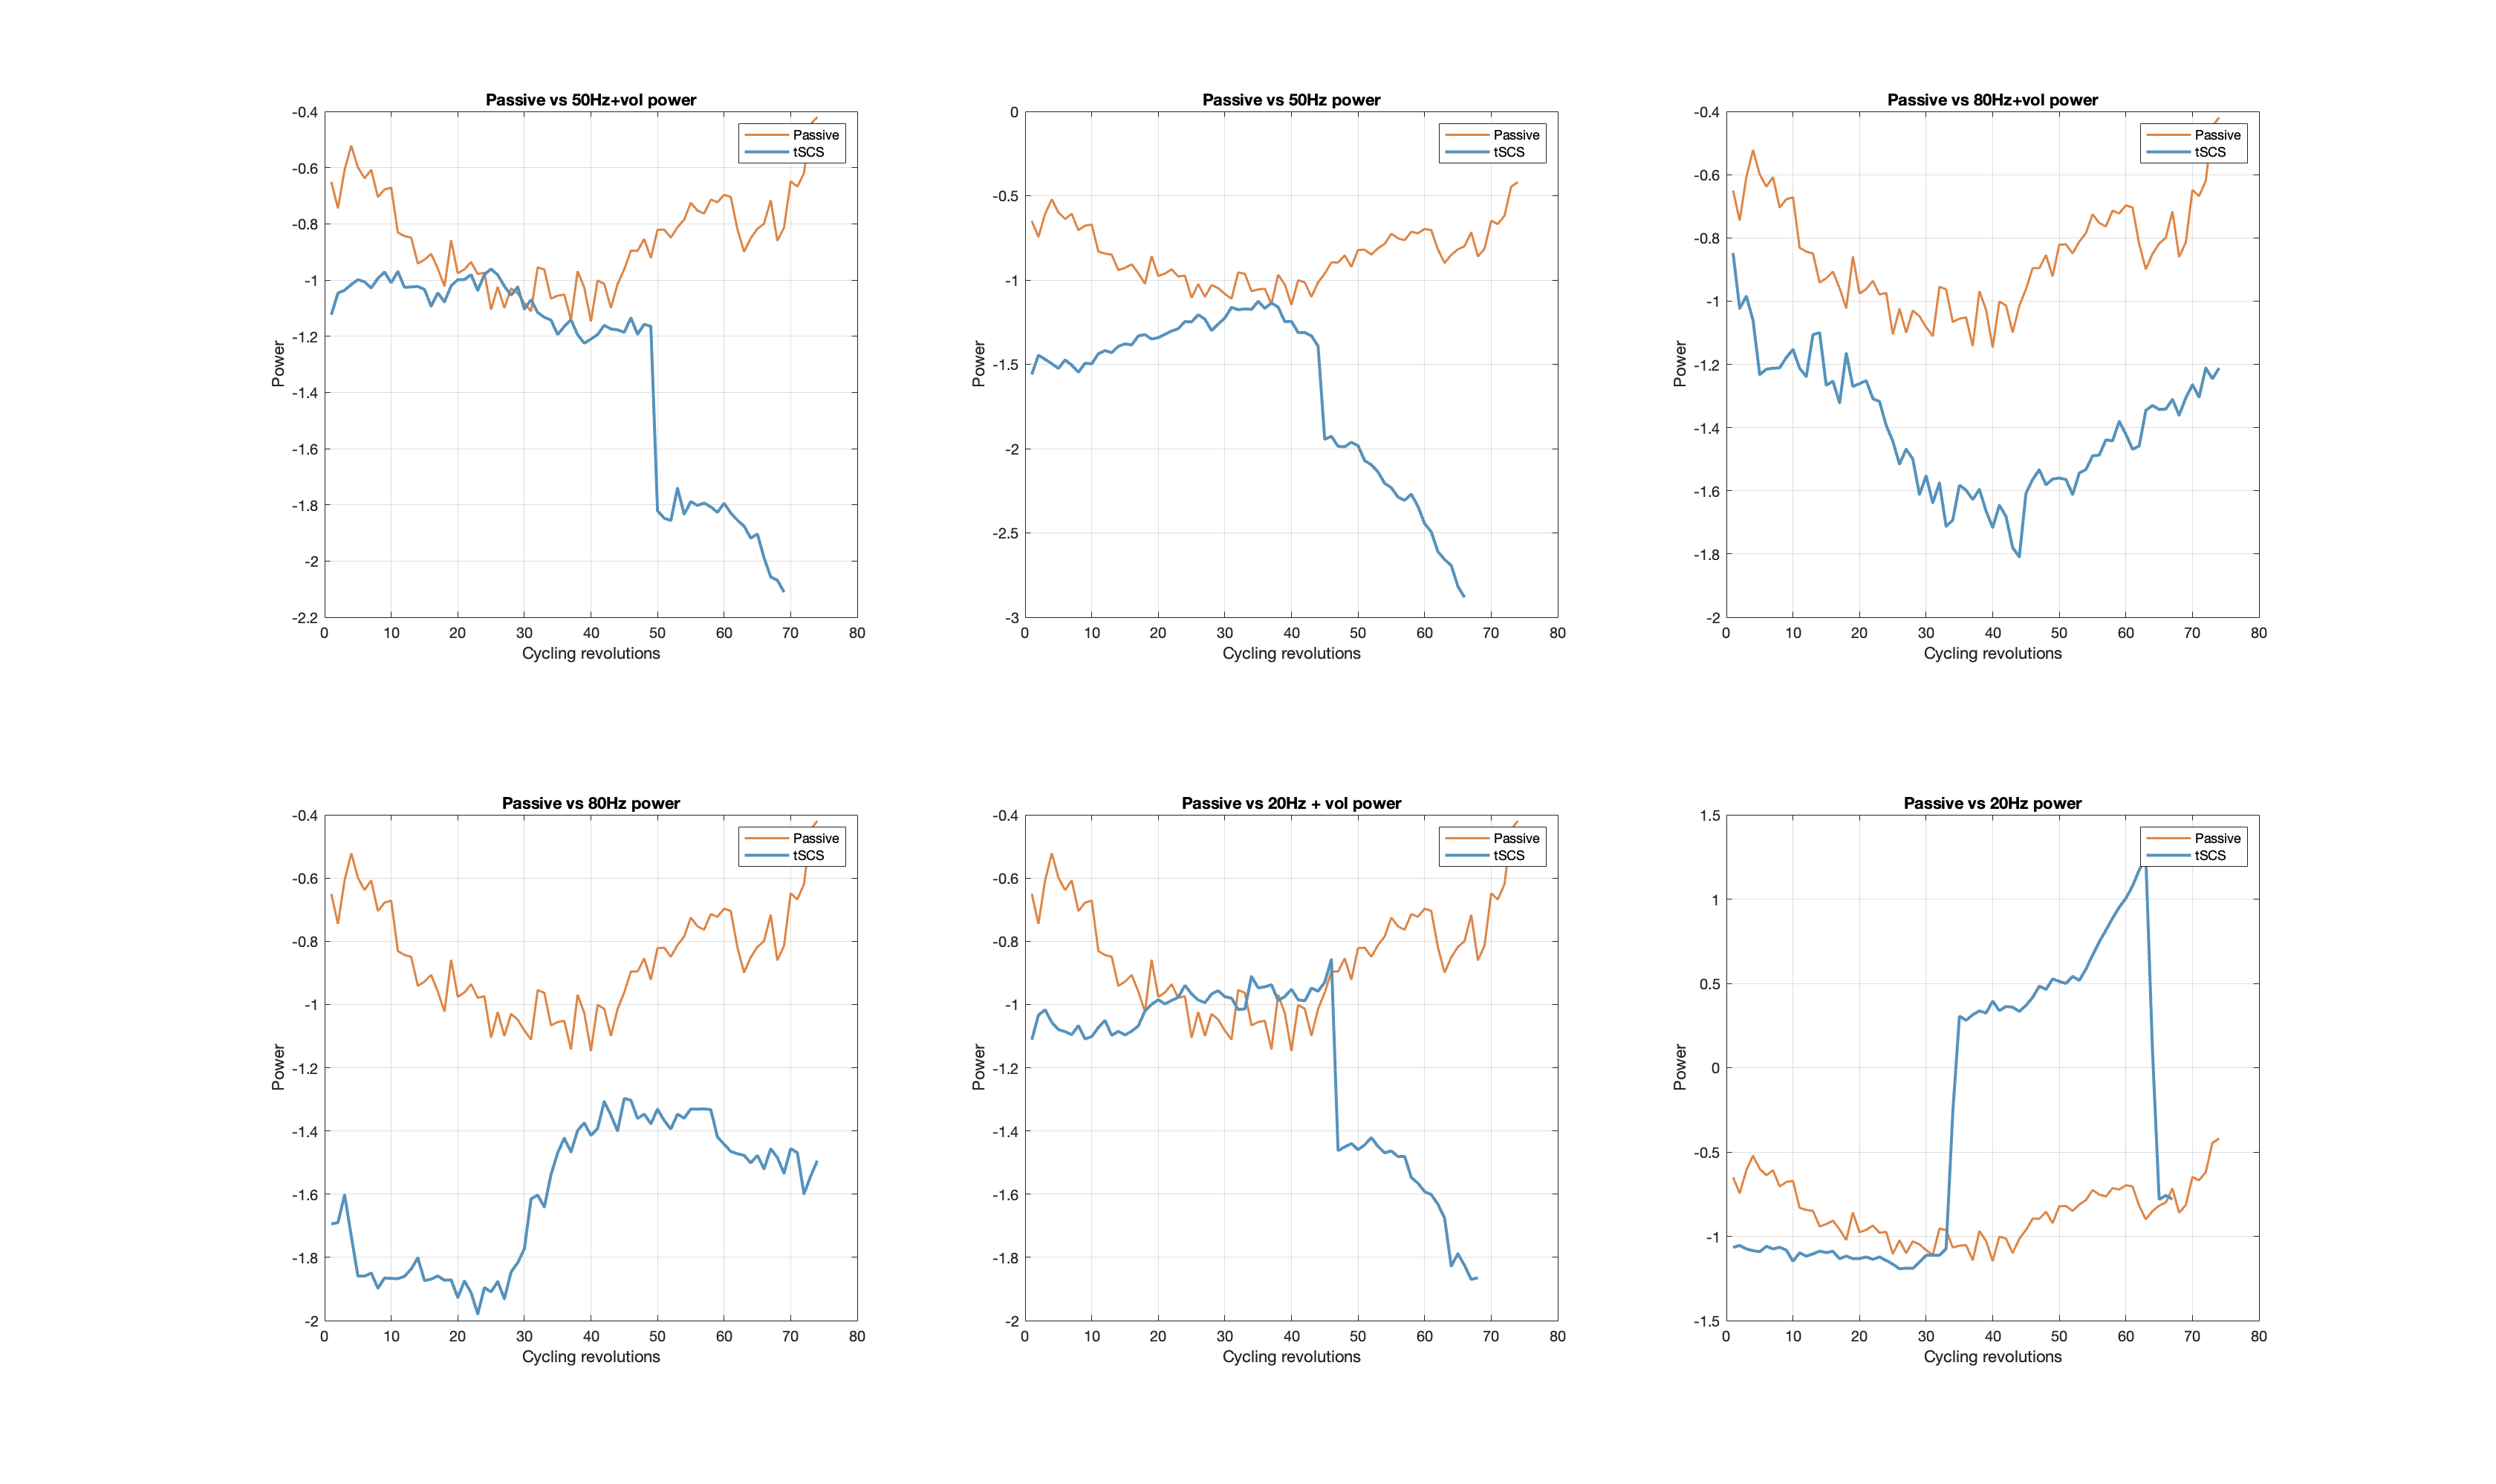 Passive vs 50Hz+vol power
-0.4
-0.6
-0.8
-1
-1.2
-1.4
-1.6
-1.8
-2
-2.2
Power
0 10 20 30 40 50 60 70 80
Cycling revolutions
Passive
tSCS
Passive vs 50Hz power
0
-0.5
-1
-1.5
-2
-2.5
-3
Power
0 10 20 30 40 50 60 70 80
Cycling revolutions
Passive
tSCS
Passive vs 80Hz+vol power
-0.4
-0.6
-0.8
-1
-1.2
-1.4
-1.6
-1.8
-2
Power
0 10 20 30 40 50 60 70 80
Cycling revolutions
Passive
tSCS
Passive vs 80Hz power
-0.4
-0.6
-0.8
-1
-1.2
-1.4
-1.6
-1.8
-2
Power
0 10 20 30 40 50 60 70 80
Cycling revolutions
Passive
tSCS
Passive vs 20Hz + vol power
-0.4
-0.6
-0.8
-1
-1.2
-1.4
-1.6
-1.8
-2
Power
0 10 20 30 40 50 60 70 80
Cycling revolutions
Passive
tSCS
Passive vs 20Hz power
1.5
1
0.5
0
-0.5
-1
-1.5
Power
0 10 20 30 40 50 60 70 80
Cycling revolutions
Passive
tSCS